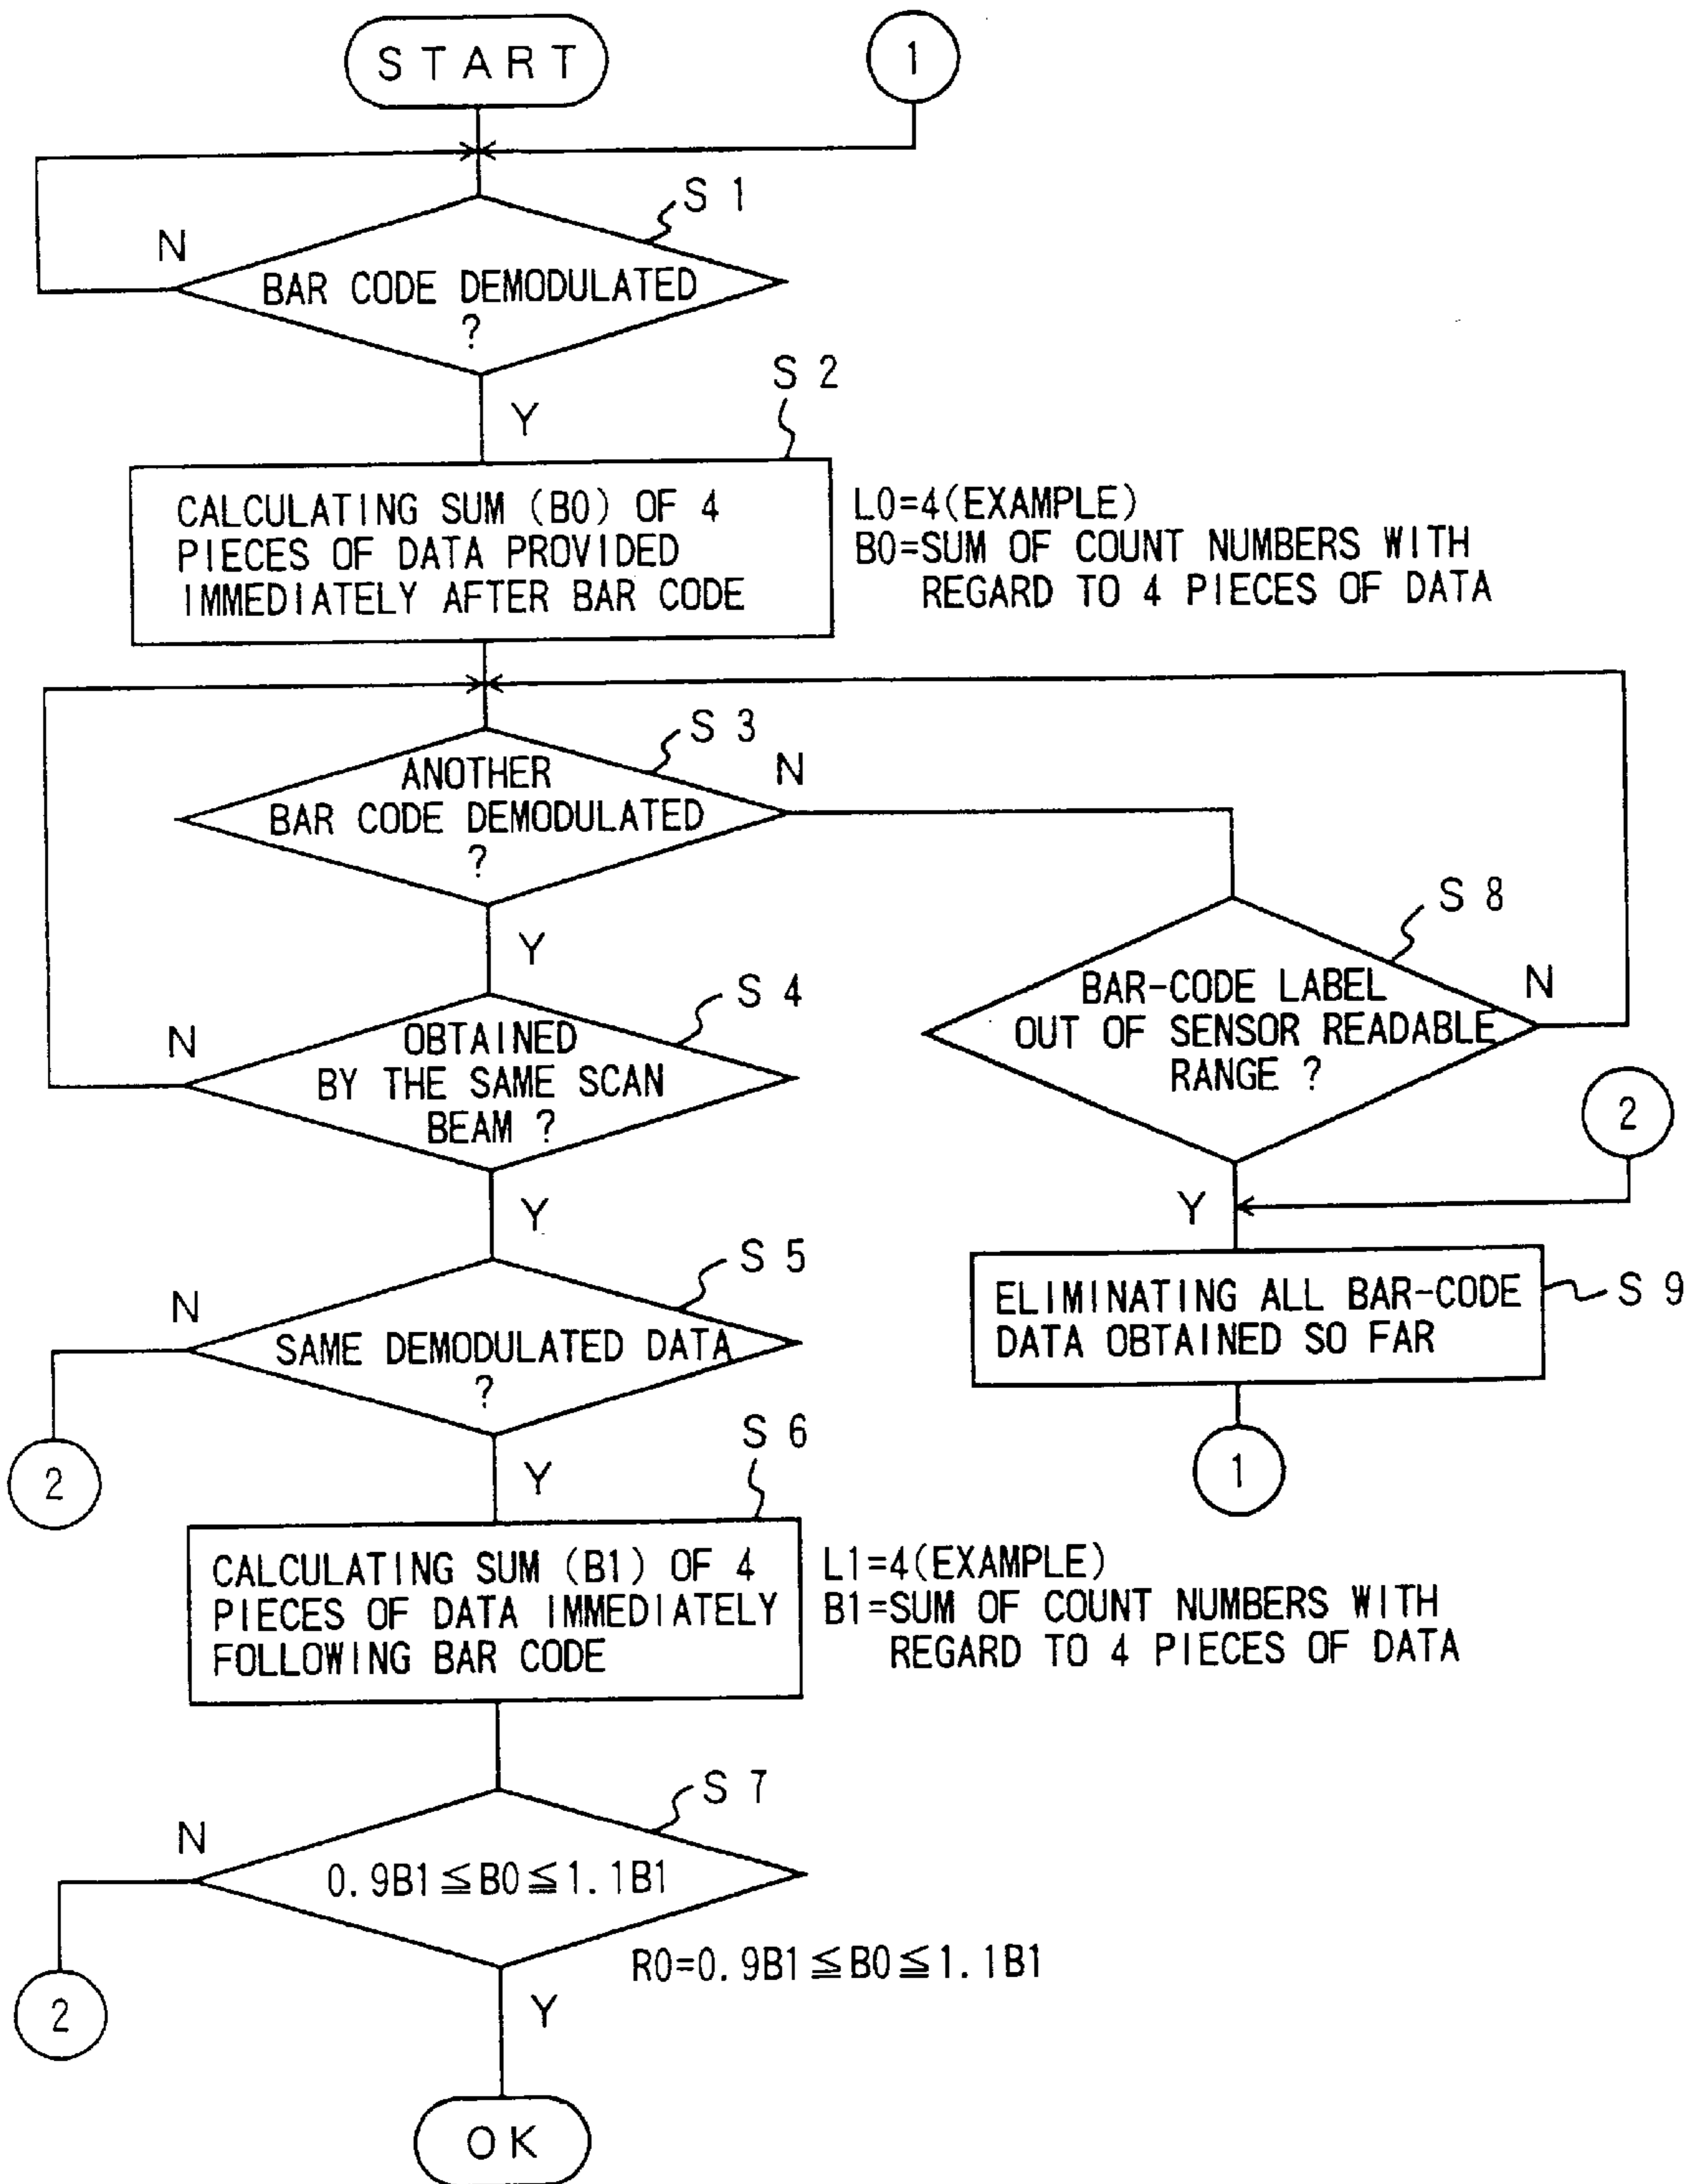 START
1
S 1
N
BAR CODE DEMODULATED
?
Y
S 2
CALCULATING SUM (B0) OF 4
PIECES OF DATA PROVIDED
IMMEDIATELY AFTER BAR CODE
L0=4(EXAMPLE)
B0=SUM OF COUNT NUMBERS WITH
REGARD TO 4 PIECES OF DATA
S 3
N
ANOTHER
BAR CODE DEMODULATED
?
Y
S 8
BAR-CODE LABEL
OUT OF SENSOR READABLE
RANGE ?
N
Y
2
S 4
N
OBTAINED
BY THE SAME SCAN
BEAM ?
Y
S 5
N
SAME DEMODULATED DATA
?
2
Y
ELIMINATING ALL BAR-CODE
DATA OBTAINED SO FAR
S 9
1
S 6
CALCULATING SUM (B1) OF 4
PIECES OF DATA IMMEDIATELY
FOLLOWING BAR CODE
L1=4(EXAMPLE)
B1=SUM OF COUNT NUMBERS WITH
REGARD TO 4 PIECES OF DATA
S 7
N
0.9B1≦B0≦1.1B1
R0=0.9B1≦B0≦1.1B1
2
Y
OK